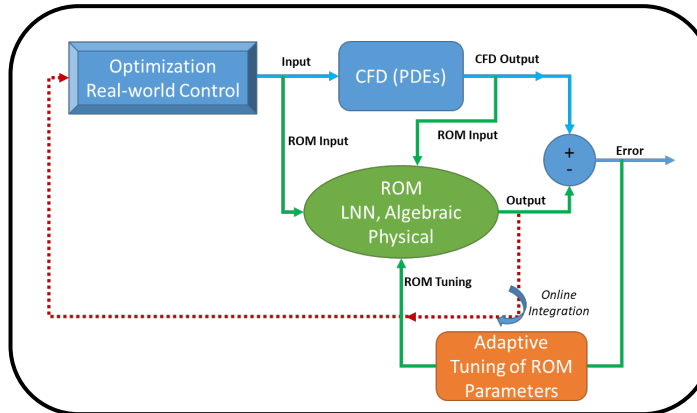 Optimization
Real-world Control
Input
CFD (PDEs)
CFD Output
ROM Input
ROM Input
+
-
Error
ROM
LNN, Algebraic
Physical
Output
ROM Tuning
Online
Integration
Adaptive
Tuning of ROM
Parameters